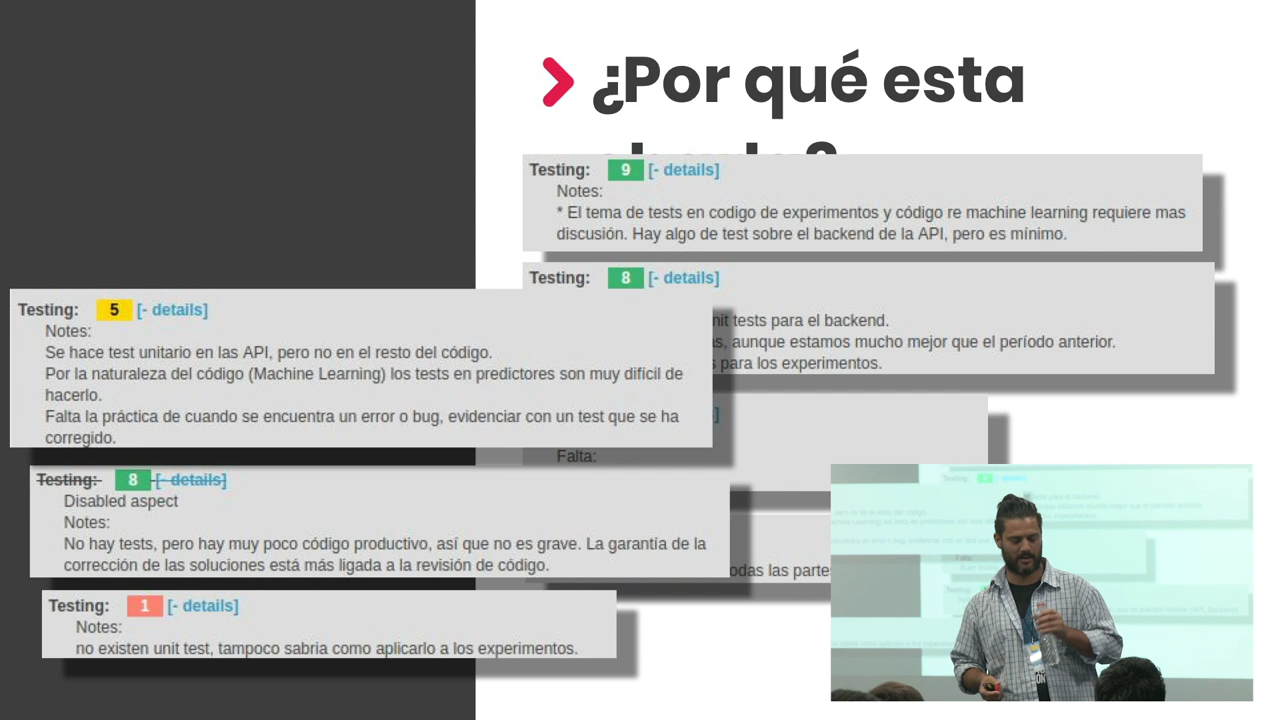 ¿Por qué esta
Testing: 9 [- details]
Notes:
* El tema de tests en codigo de experimentos y código re machine learning requiere mas
discusión. Hay algo de test sobre el backend de la API, pero es mínimo.
Testing: 8 [- details]
tests para el backend.
aunque estamos mucho mejor que el período anterior.
para los experimentos.
Falta:
odas las partes
Testing: 5 [- details]
Notes:
Se hace test unitario en las API, pero no en el resto del código.
Por la naturaleza del código (Machine Learning) los tests en predictores son muy difícil de
hacerlo.
Falta la práctica de cuando se encuentra un error o bug, evidenciar con un test que se ha
corregido.
Testing: 8 [- details]
Disabled aspect
Notes:
No hay tests, pero hay muy poco código productivo, así que no es grave. La garantía de la
corrección de las soluciones está más ligada a la revisión de código.
Testing: 1 [- details]
Notes:
no existen unit test, tampoco sabria como aplicarlo a los experimentos.